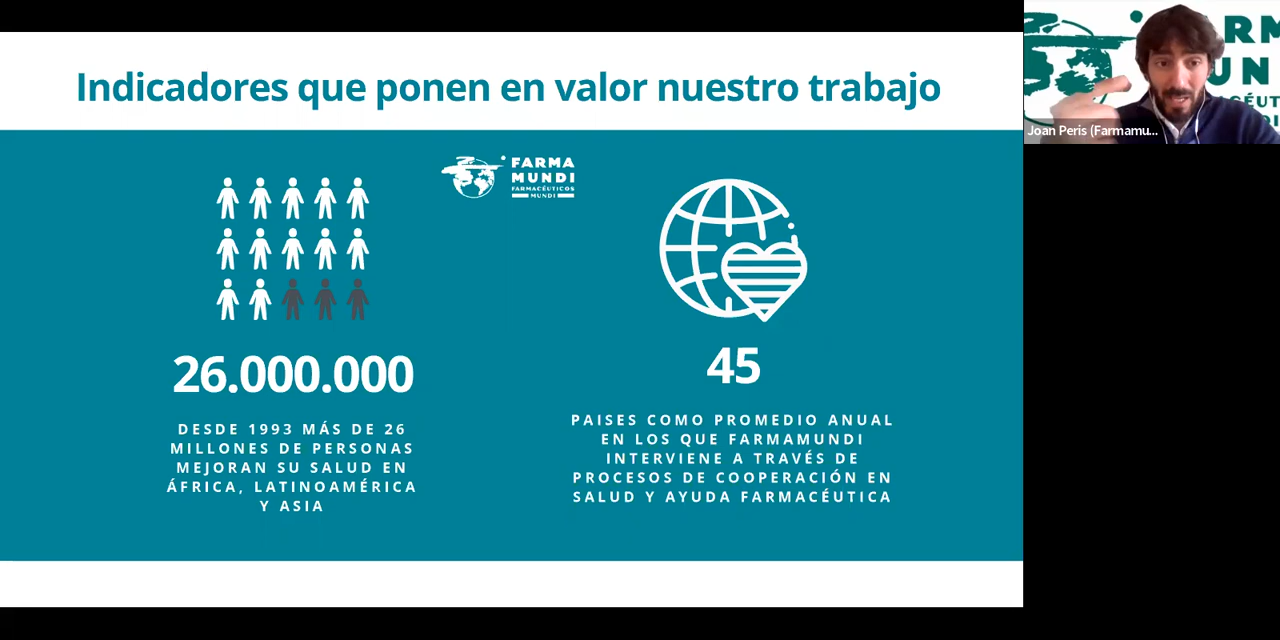 Indicadores que ponen en valor nuestro trabajo
FARMA
MUNDI
FARMACÉUTICOS
MUNDI
26.000.000
DESDE 1993 MÁS DE 26
MILLONES DE PERSONAS
MEJORAN SU SALUD EN
ÁFRICA, LATINOAMÉRICA
Y ASIA
45
PAISES COMO PROMEDIO ANUAL
EN LOS QUE FARMAMUNDI
INTERVIENE A TRAVÉS DE
PROCESOS DE COOPERACIÓN EN
SALUD Y AYUDA FARMACÉUTICA
Joan Peris (Farmamu...